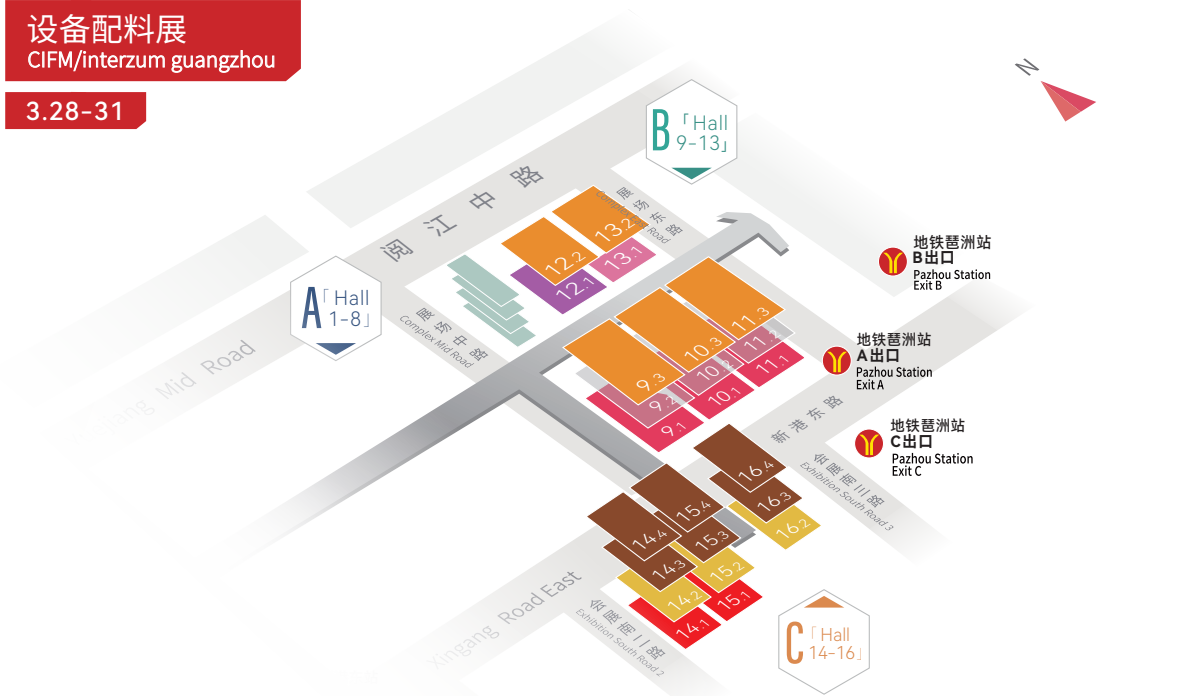 设备配料展
CIFM/interzum guangzhou
3.28-31
N
B
「Hall
9-13」
阅江中路
展场东路
Road
13.2
13.1
12.2
12.1
A
「Hall
1-8」
展场中路
Complex Mid Road
Mid Road
11.3
11.2
11.1
10.3
10.2
10.1
9.3
9.2
9.1
地铁琶洲站
B出口
Pazhou Station
Exit B
地铁琶洲站
A出口
Pazhou Station
Exit A
地铁琶洲站
C出口
Pazhou Station
Exit C
新港东路
会展南三路
Exhibition South Road 3
16.4
16.3
16.2
15.4
15.3
15.2
15.1
14.4
14.3
14.2
14.1
Xingang Road East
会展南二路
Exhibition South Road 2
C
「Hall
14-16」